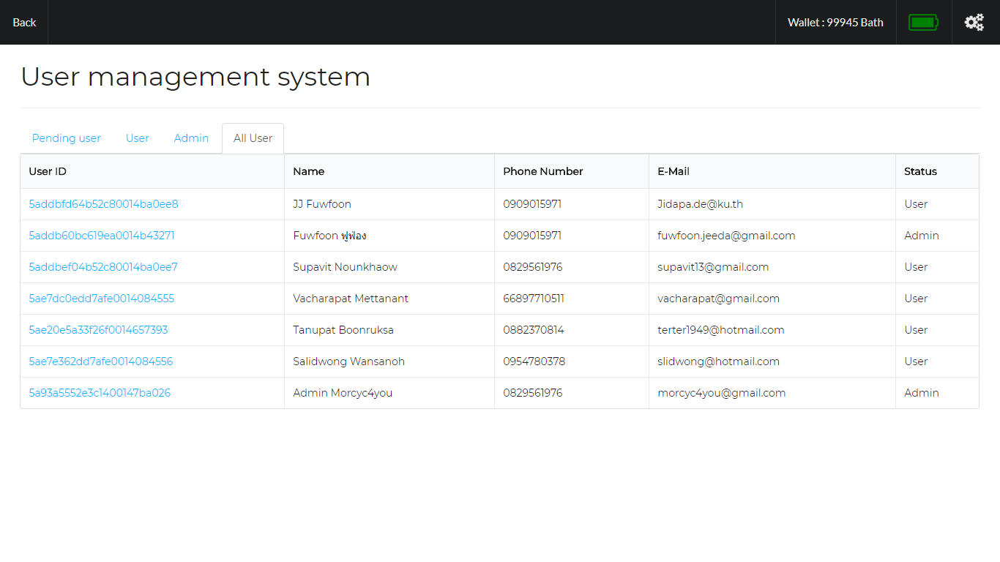 Back Wallet : 99945 Bath
User management system
Pending user User Admin All User
User ID Name Phone Number E-Mail Status
5addbfd64b52c80014ba0ee8 JJ Fuwfoon 0909015971 Jidapa.de@ku.th User
5addb60bc619ea0014b43271 Fuwfoon ฟูฟ่อง 0909015971 fuwfoon.jeeda@gmail.com Admin
5addbef04b52c80014ba0ee7 Supavit Nounkhaow 0829561976 supavit13@gmail.com User
5ae7dc0edd7afe0014084555 Vacharapat Mettanant 66897710511 vacharapat@gmail.com User
5ae20e5a33f26f0014657393 Tanupat Boonruksa 0882370814 terter1949@hotmail.com User
5ae7e362dd7afe0014084556 Salidwong Wansanoh 0954780378 slidwong@hotmail.com User
5a93a5552e3c1400147ba026 Admin Morcyc4you 0829561976 morcyc4you@gmail.com Admin